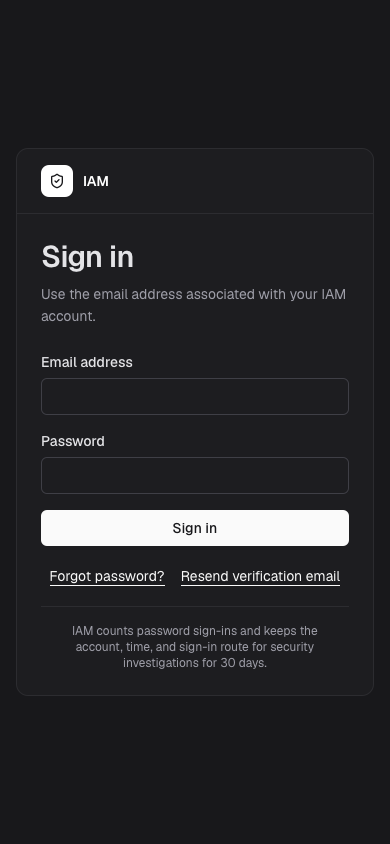 IAM
Sign in
Use the email address associated with your IAM
account.
Email address
Password
Sign in
Forgot password? Resend verification email
IAM counts password sign-ins and keeps the
account, time, and sign-in route for security
investigations for 30 days.